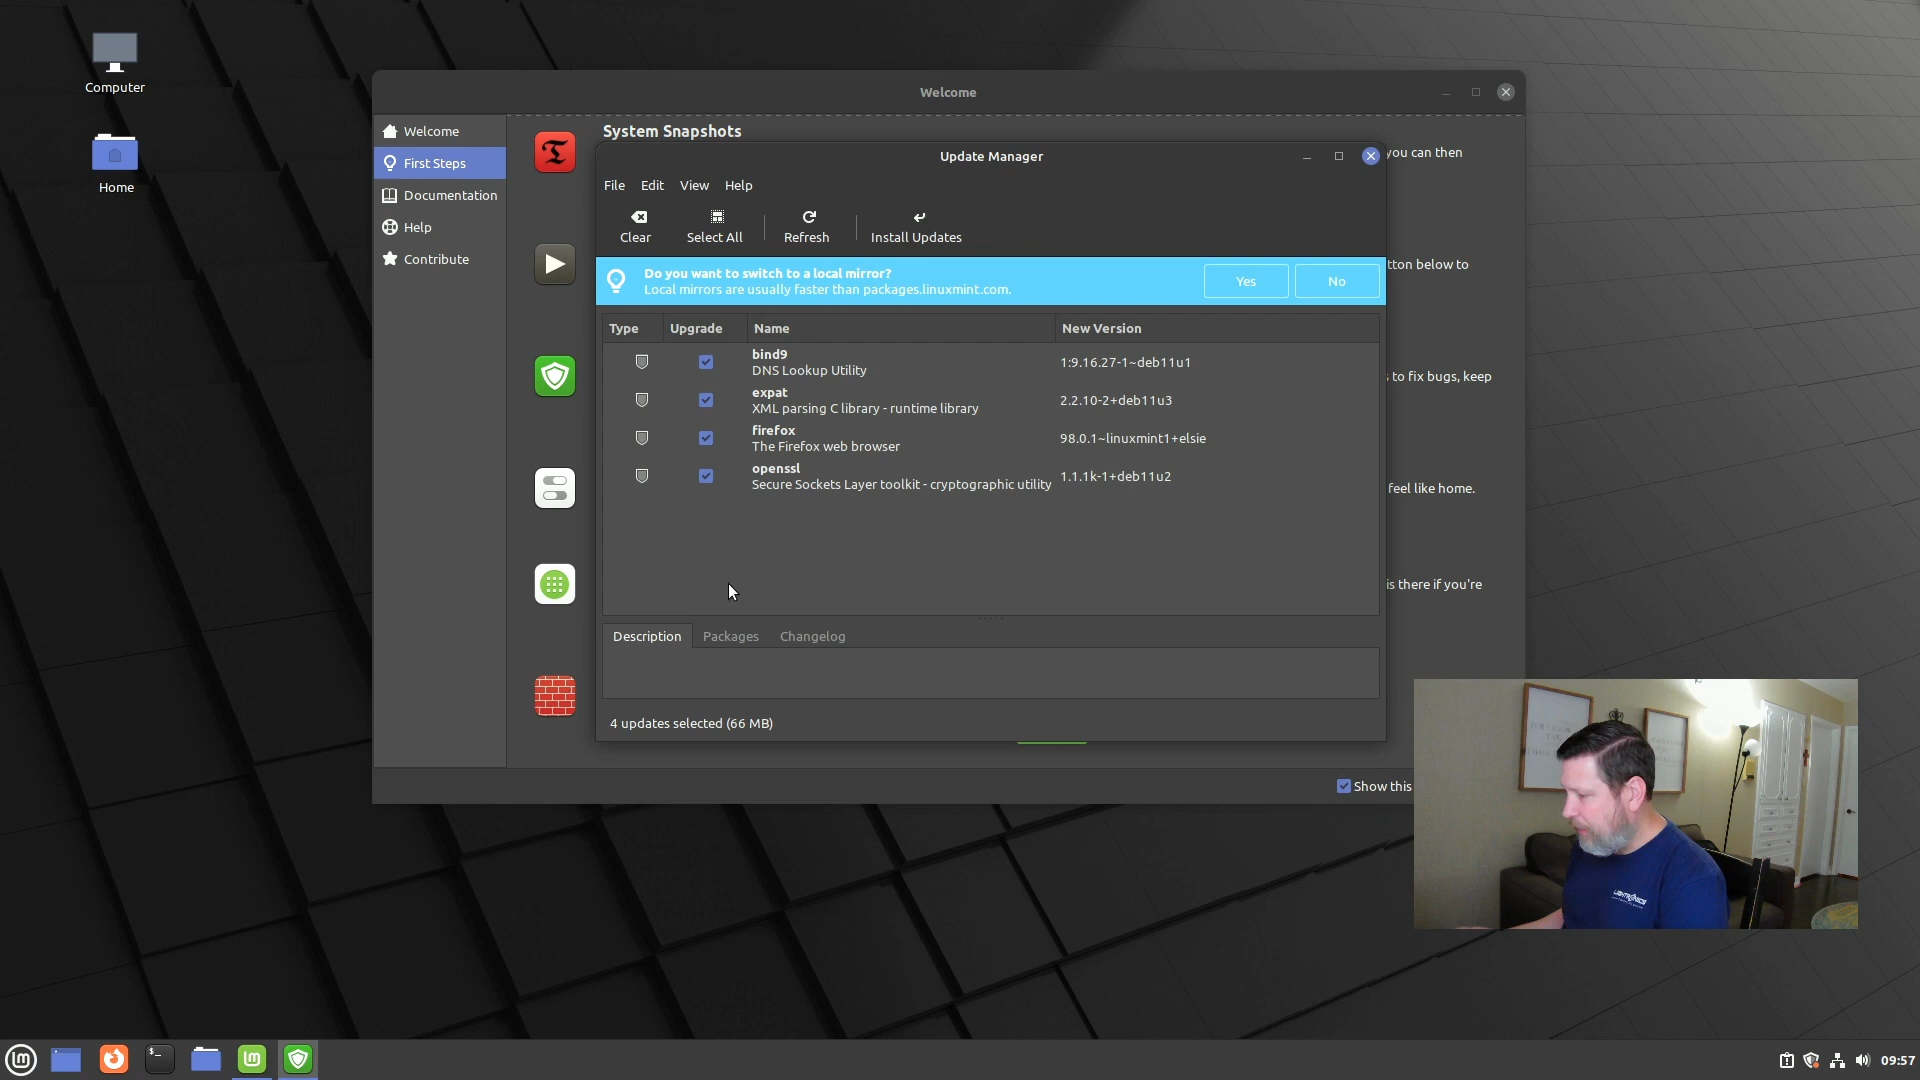 Computer
Home
Welcome
Welcome
First Steps
Documentation
Help
Contribute
System Snapshots
you can then
tton below to
to fix bugs, keep
feel like home.
is there if you're
Show this
Update Manager
File Edit View Help
Clear Select All Refresh Install Updates
Do you want to switch to a local mirror?
Local mirrors are usually faster than packages.linuxmint.com.
Yes No
Type Upgrade Name New Version
bind9
DNS Lookup Utility
1:9.16.27-1~deb11u1
expat
XML parsing C library - runtime library
2.2.10-2+deb11u3
firefox
The Firefox web browser
98.0.1~linuxmint1+elsie
openssl
Secure Sockets Layer toolkit - cryptographic utility
1.1.1k-1+deb11u2
Description Packages Changelog
4 updates selected (66 MB)
09:57